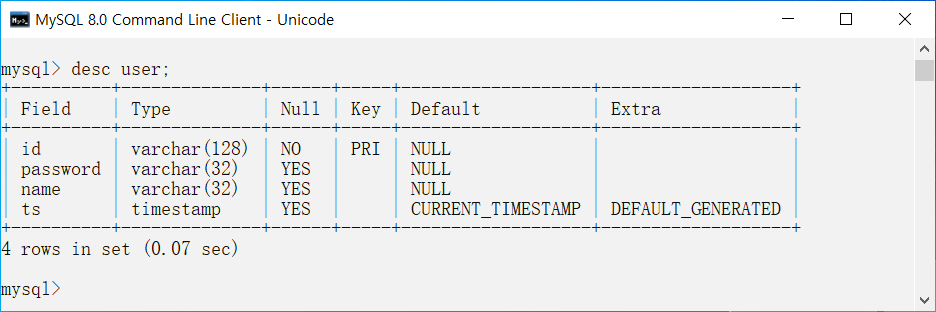 MySQL 8.0 Command Line Client - Unicode
mysql> desc user;
+----------+--------------+------+-----+-------------------+-------------------+
| Field    | Type         | Null | Key | Default           | Extra             |
+----------+--------------+------+-----+-------------------+-------------------+
| id       | varchar(128) | NO   | PRI | NULL              |                   |
| password | varchar(32)  | YES  |     | NULL              |                   |
| name     | varchar(32)  | YES  |     | NULL              |                   |
| ts       | timestamp    | YES  |     | CURRENT_TIMESTAMP | DEFAULT_GENERATED |
+----------+--------------+------+-----+-------------------+-------------------+
4 rows in set (0.07 sec)
mysql>